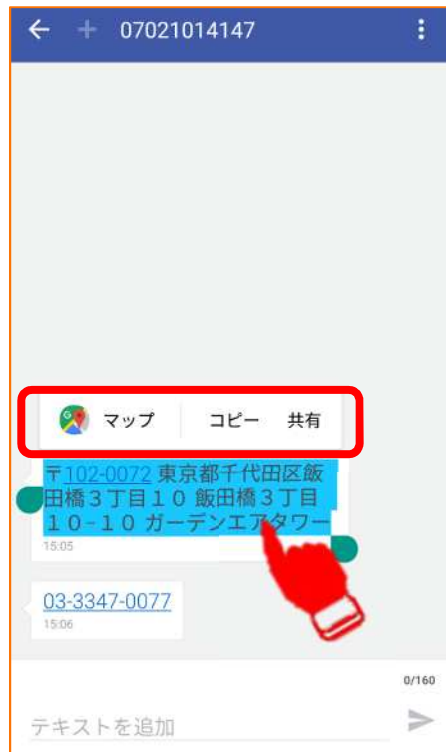 07021014147
マップ コピー 共有
〒102-0072 東京都千代田区飯
田橋３丁目１０ 飯田橋３丁目
１０−１０ ガーデンエアタワー
15:05
03-3347-0077
15:06
0/160
テキストを追加